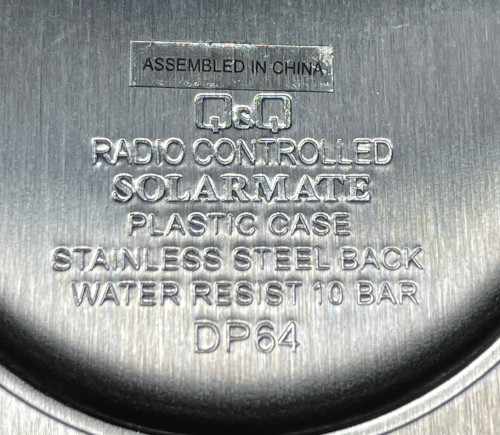 ASSEMBLED IN CHINA
Q&Q
RADIO CONTROLLED
SOLARMATE
PLASTIC CASE
STAINLESS STEEL BACK
WATER RESIST 10 BAR
DP64